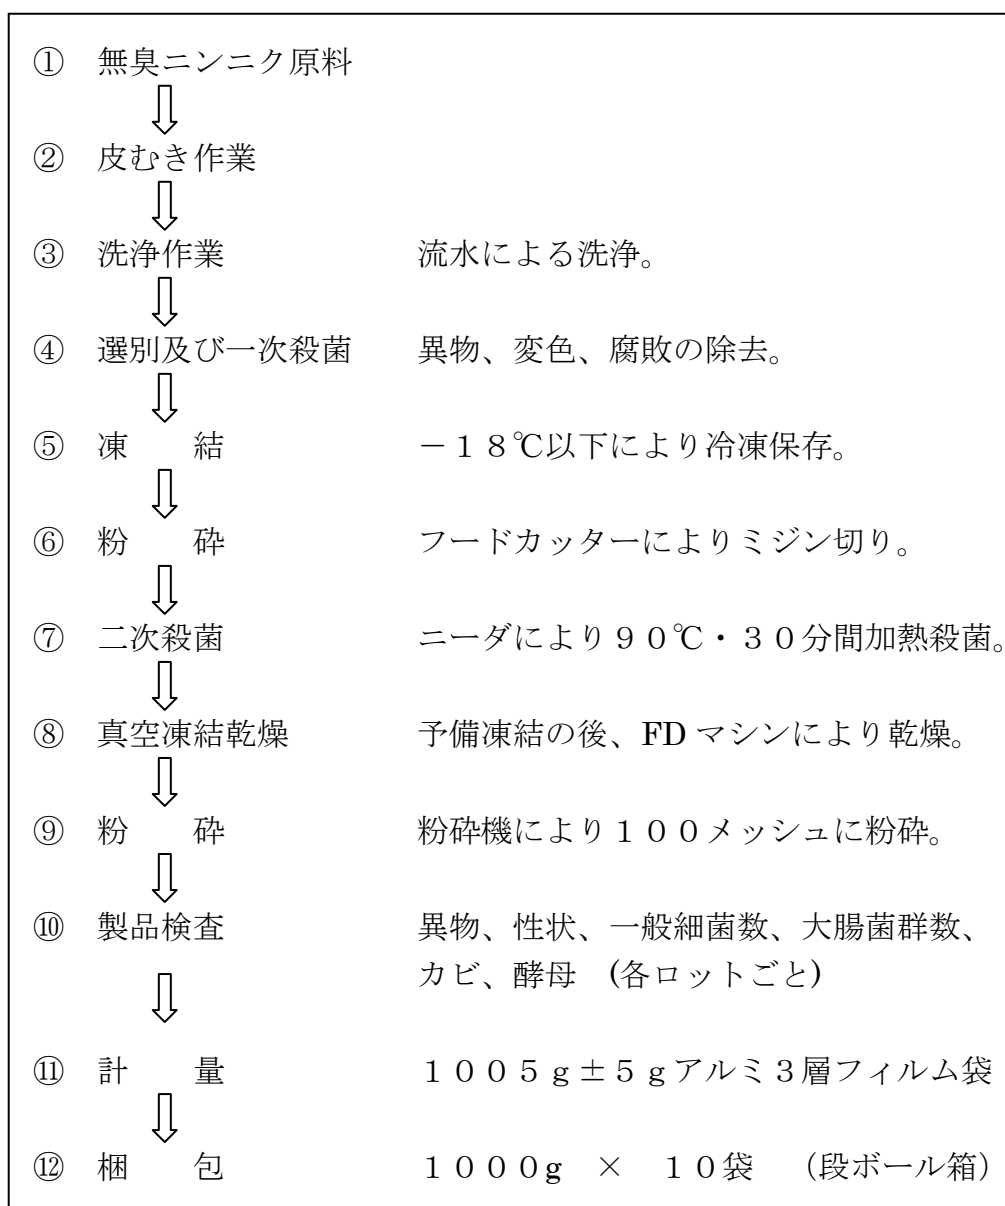 ① 無臭ニンニク原料
② 皮むき作業
③ 洗浄作業 流水による洗浄。
④ 選別及び一次殺菌 異物、変色、腐敗の除去。
⑤ 凍 結 －１８℃以下により冷凍保存。
⑥ 粉 砕 フードカッターによりミジン切り。
⑦ 二次殺菌 ニーダにより９０℃・３０分間加熱殺菌。
⑧ 真空凍結乾燥 予備凍結の後、FD マシンにより乾燥。
⑨ 粉 砕 粉砕機により１００メッシュに粉砕。
⑩ 製品検査 異物、性状、一般細菌数、大腸菌群数、
カビ、酵母 (各ロットごと)
⑪ 計 量 １００５ｇ±５ｇアルミ３層フィルム袋
⑫ 梱 包 １０００g × １０袋 （段ボール箱）